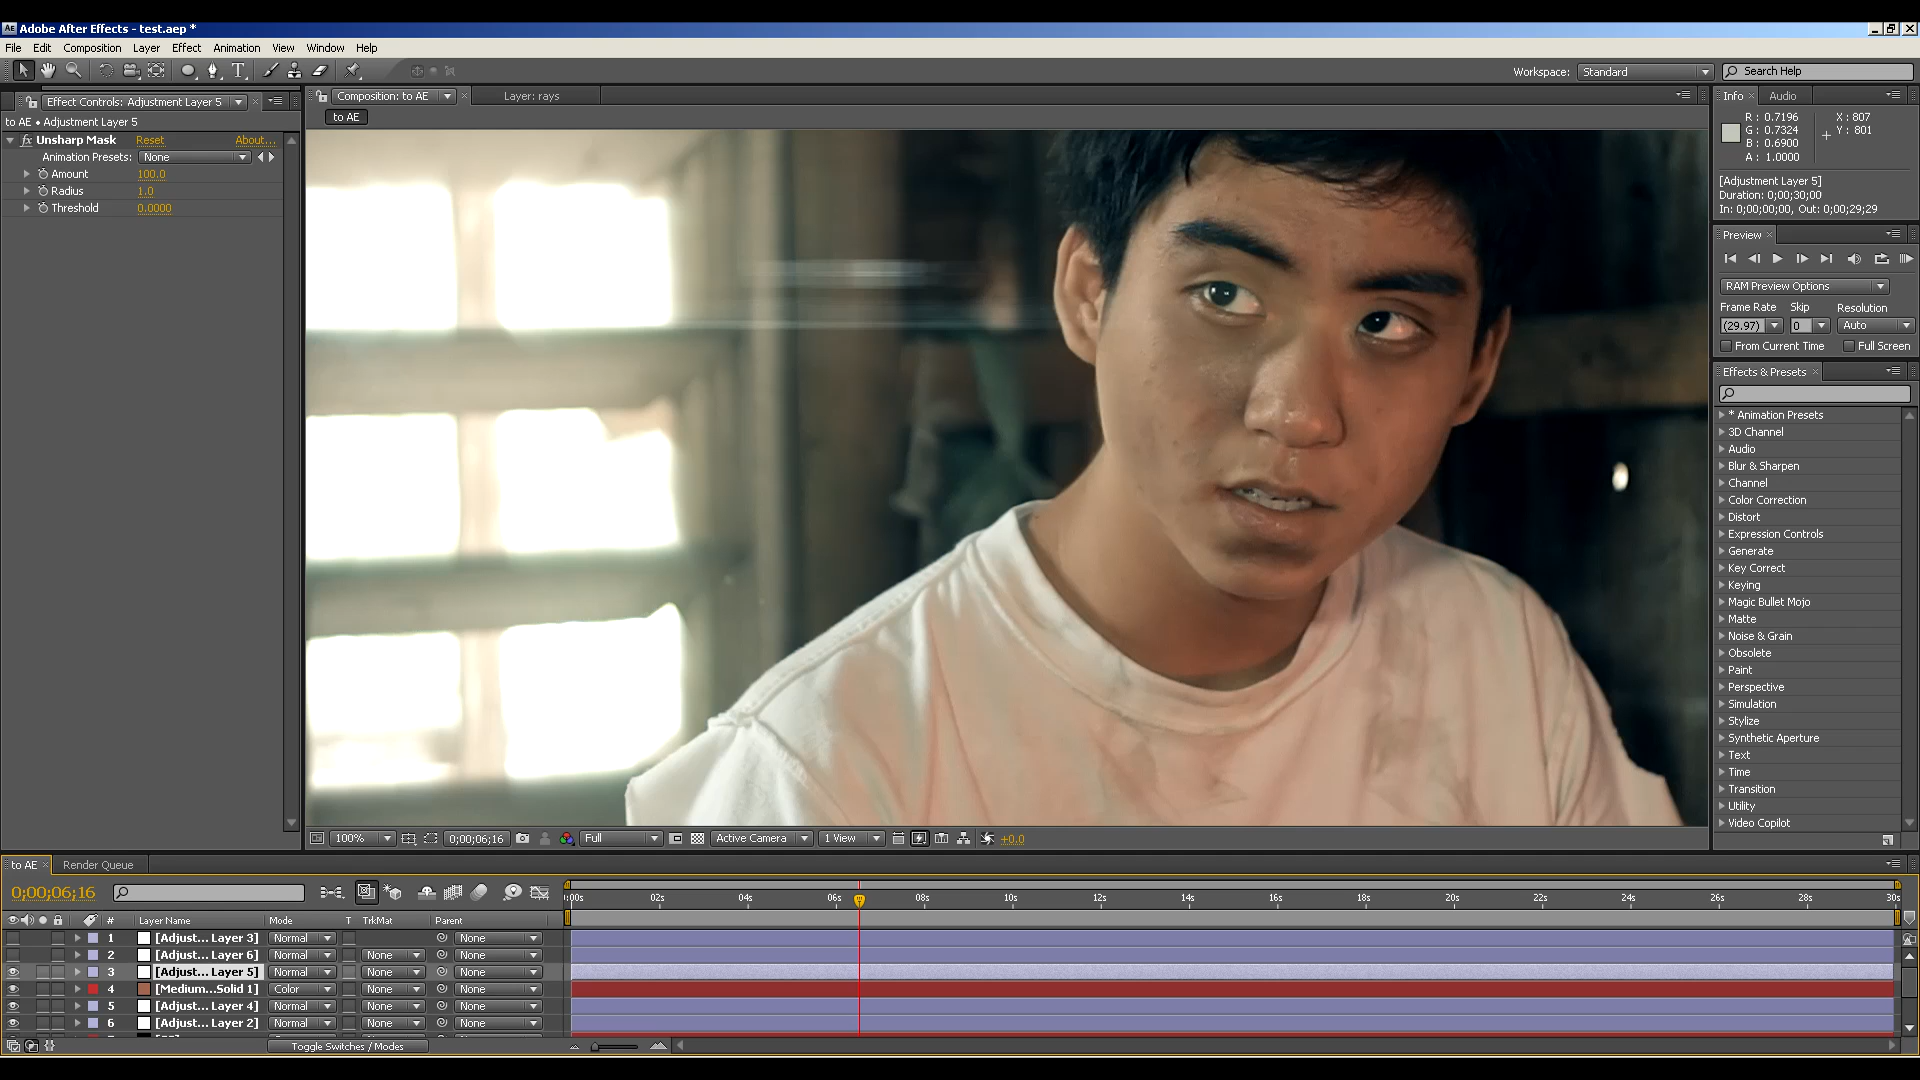 Adobe After Effects - test.aep *
File Edit Composition Layer Effect Animation View Window Help
Workspace: Standard Search Help
Effect Controls: Adjustment Layer 5
to AE • Adjustment Layer 5
fx Unsharp Mask Reset About...
Animation Presets: None
Amount 100.0
Radius 1.0
Threshold 0.0000
Composition: to AE
Layer: rays
to AE
100% 0;00;06;16 Full Active Camera 1 View +0.0
Info Audio
R : 0.7196
G : 0.7324
B : 0.6900
A : 1.0000
X : 807
Y : 801
[Adjustment Layer 5]
Duration: 0;00;30;00
In: 0;00;00;00, Out: 0;00;29;29
Preview
RAM Preview Options
Frame Rate Skip Resolution
(29.97) 0 Auto
From Current Time Full Screen
Effects & Presets
* Animation Presets
3D Channel
Audio
Blur & Sharpen
Channel
Color Correction
Distort
Expression Controls
Generate
Key Correct
Keying
Magic Bullet Mojo
Matte
Noise & Grain
Obsolete
Paint
Perspective
Simulation
Stylize
Synthetic Aperture
Text
Time
Transition
Utility
Video Copilot
to AE Render Queue
0;00;06;16
:00s 02s 04s 06s 08s 10s 12s 14s 16s 18s 20s 22s 24s 26s 28s 30s
# Layer Name Mode T TrkMat Parent
1 [Adjust... Layer 3] Normal None
2 [Adjust... Layer 6] Normal None None
3 [Adjust... Layer 5] Normal None None
4 [Medium...Solid 1] Color None None
5 [Adjust... Layer 4] Normal None None
6 [Adjust... Layer 2] Normal None None
Toggle Switches / Modes